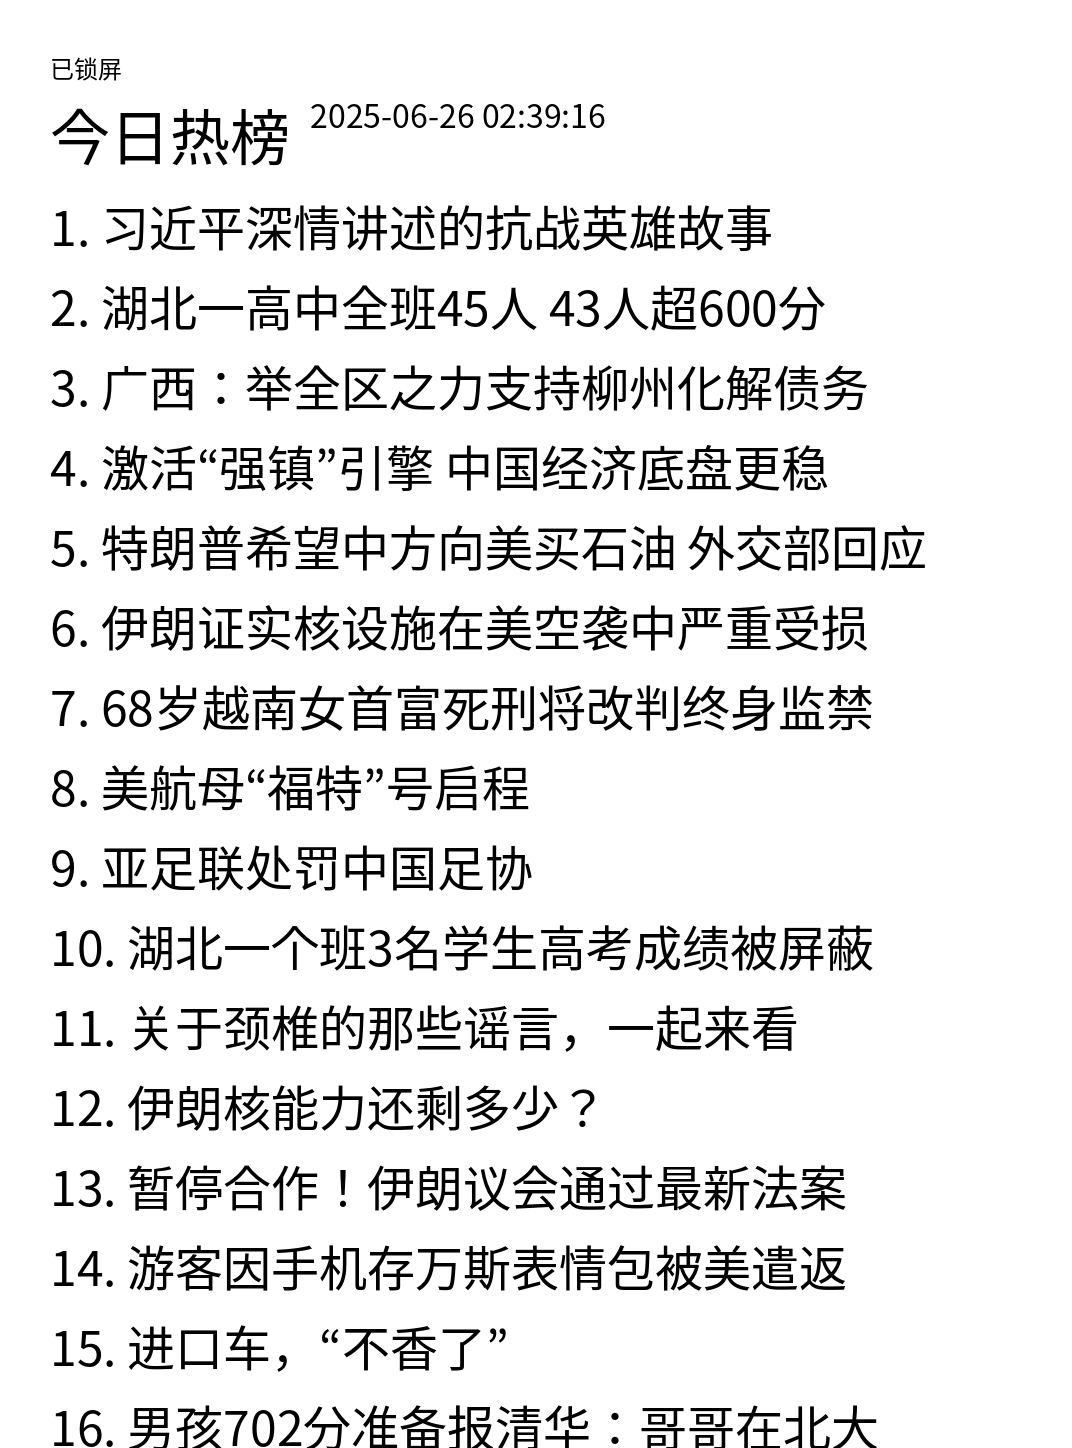 已锁屏
今日热榜 2025-06-26 02:39:16
1. 习近平深情讲述的抗战英雄故事
2. 湖北一高中全班45人 43人超600分
3. 广西：举全区之力支持柳州化解债务
4. 激活“强镇”引擎 中国经济底盘更稳
5. 特朗普希望中方向美买石油 外交部回应
6. 伊朗证实核设施在美空袭中严重受损
7. 68岁越南女首富死刑将改判终身监禁
8. 美航母“福特”号启程
9. 亚足联处罚中国足协
10. 湖北一个班3名学生高考成绩被屏蔽
11. 关于颈椎的那些谣言，一起来看
12. 伊朗核能力还剩多少？
13. 暂停合作！伊朗议会通过最新法案
14. 游客因手机存万斯表情包被美遣返
15. 进口车，“不香了”
16. 男孩702分准备报清华：哥哥在北大